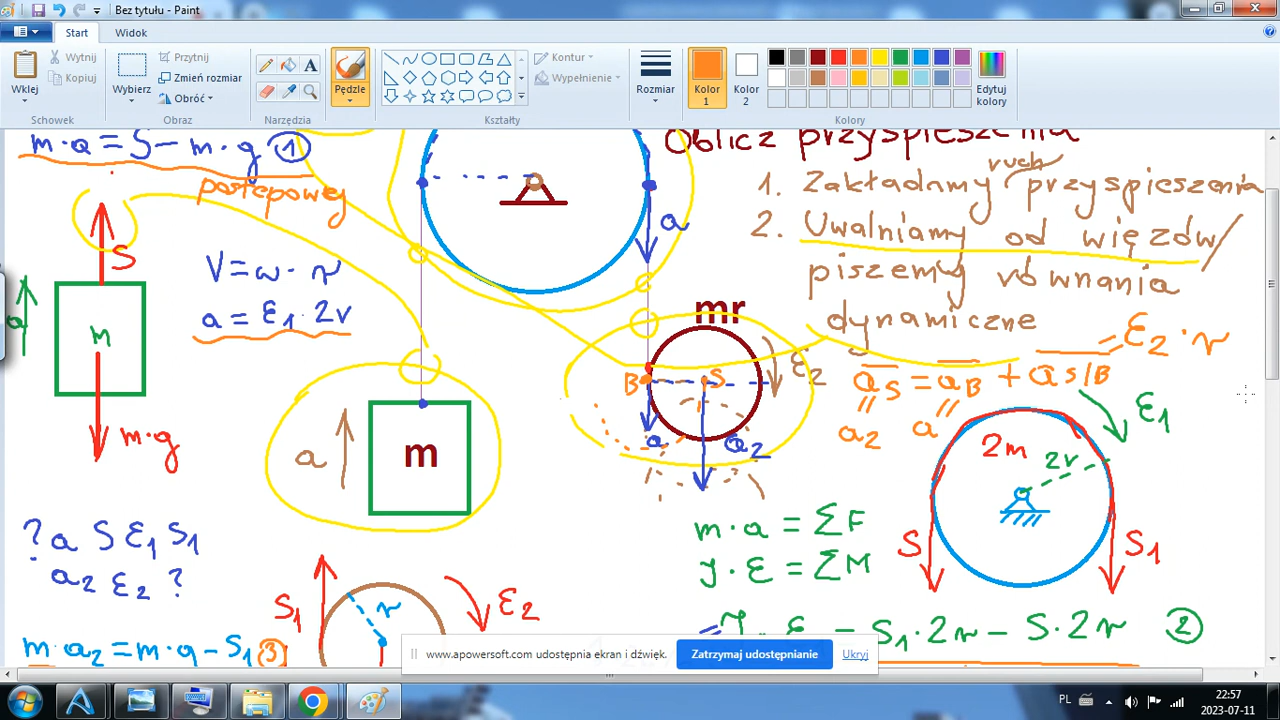 Bez tytułu - Paint
Start
Widok
Wklej
Wytnij
Kopiuj
Schowek
Wybierz
Przytnij
Zmień rozmiar
Obróć
Obraz
A
Narzędzia
Pędzle
Kształty
Kontur
Wypełnienie
Rozmiar
Kolor 1
Kolor 2
Edytuj kolory
Kolory
m·a = S - m·g ①
postępowy
Oblicz przyspieszenia
ruch
1. Zakładamy przyspieszenia
2. Uwalniamy od więzów/
piszemy równania
dynamiczne
S
a
m
m·g
V = ω·r
a = ε1·2r
a
m
a
mr
B
S
ε2
a
a2
aS = aB + aS/B = ε2·r
a2
a
m·a = ΣF
J·ε = ΣM
2m
2r
ε1
S
S1
? a S ε1 S1
a2 ε2 ?
S1
r
ε2
m·a2 = m·g - S1 ③
= S1·2r - S·2r ②
www.apowersoft.com udostępnia ekran i dźwięk.
Zatrzymaj udostępnianie
Ukryj
PL
22:57
2023-07-11